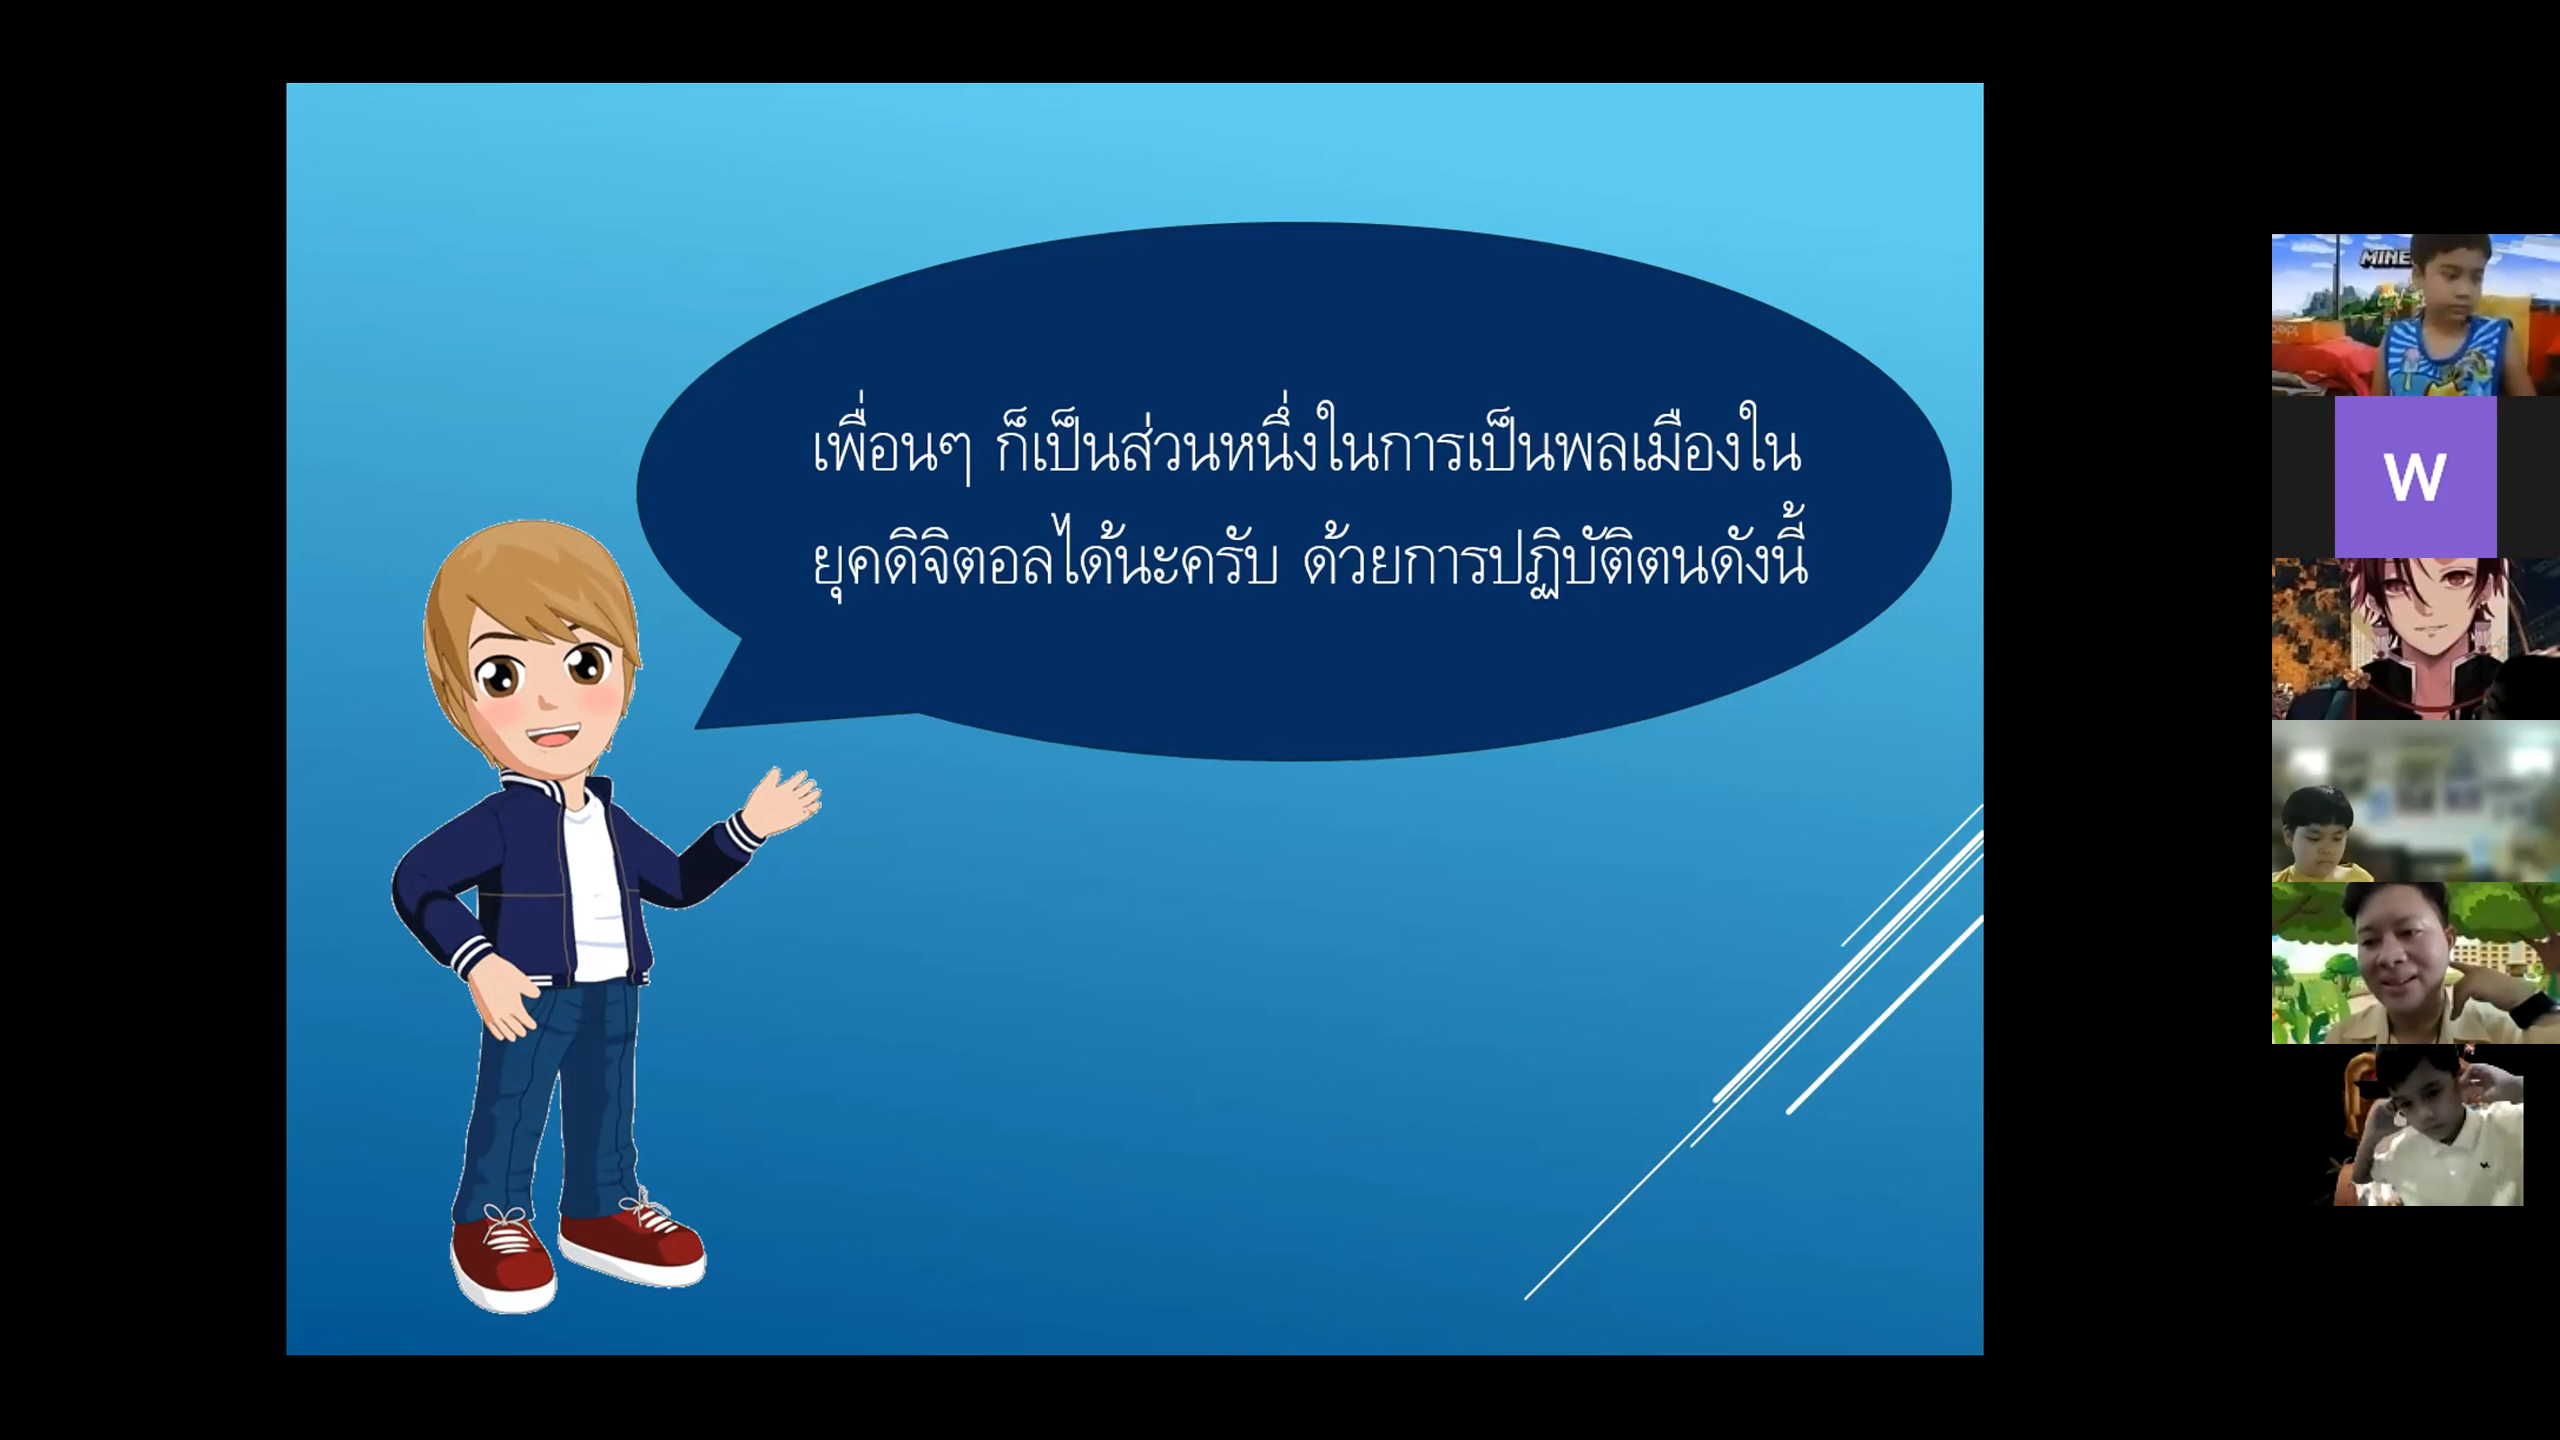 เพื่อนๆ ก็เป็นส่วนหนึ่งในการเป็นพลเมืองใน
ยุคดิจิตอลได้นะครับ ด้วยการปฏิบัติตนดังนี้
MINE
W